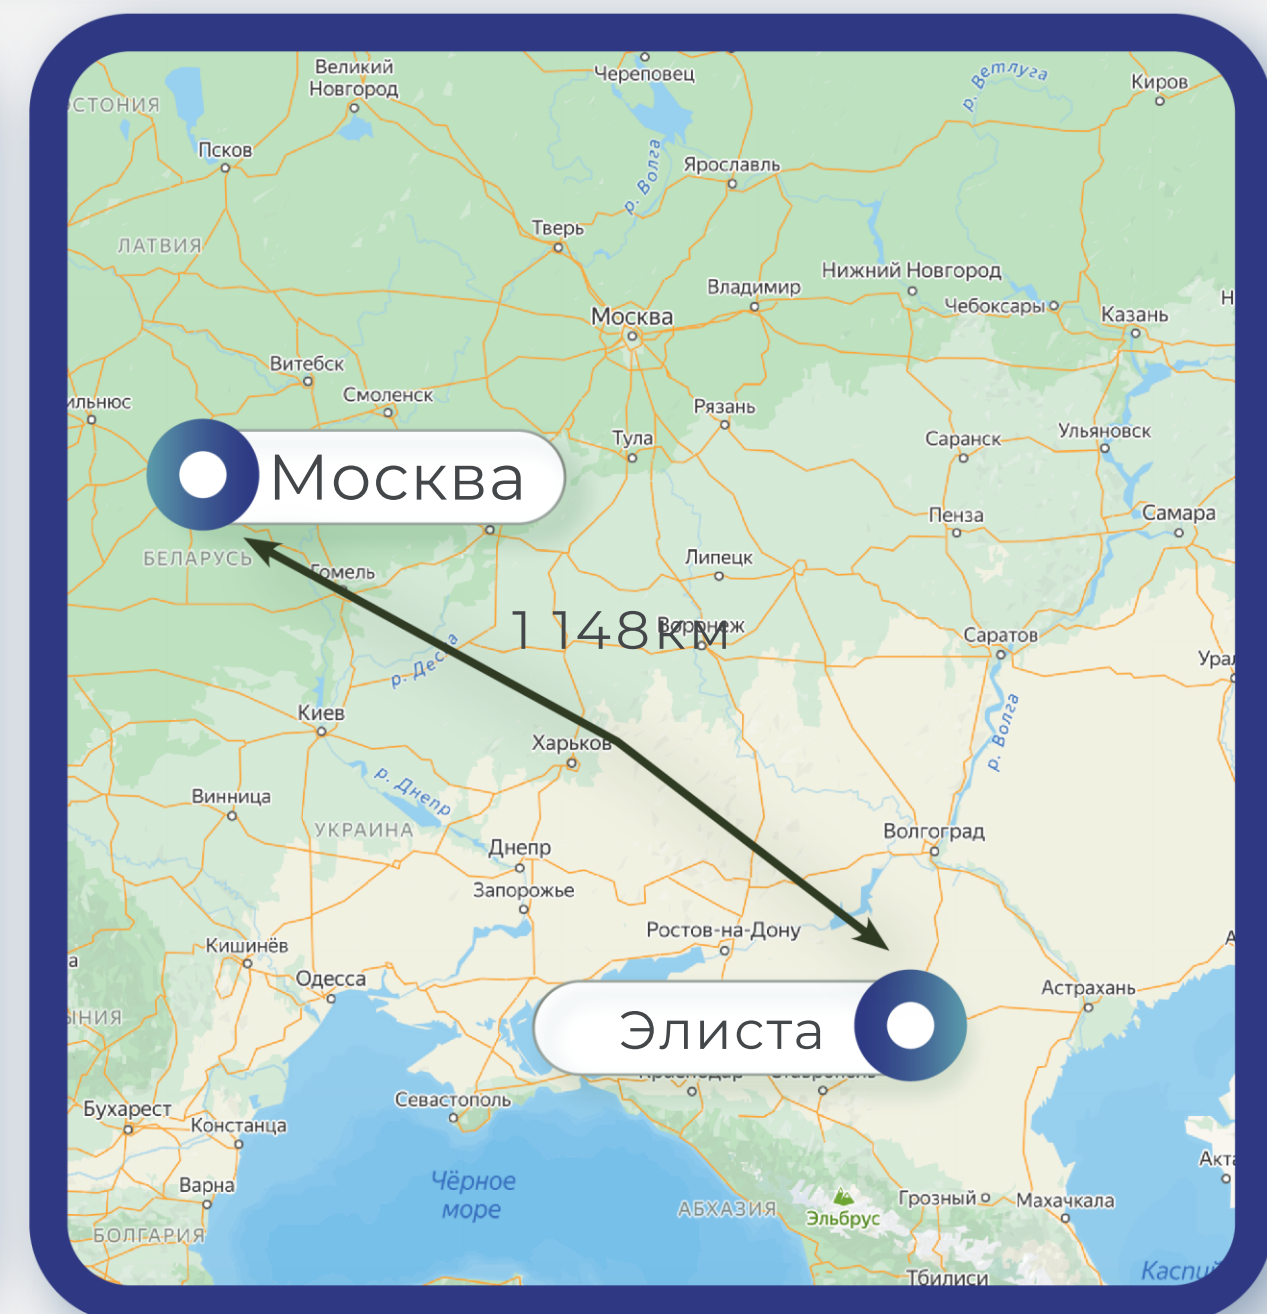 Великий
Новгород
Череповец
р. Ветлуга
Киров
Псков
р. Волга
Ярославль
ЛАТВИЯ
Тверь
Нижний Новгород
Владимир
Чебоксары
Казань
Москва
Витебск
Смоленск
Рязань
Тула
Саранск
Ульяновск
Москва
Пенза
Самара
БЕЛАРУСЬ
Гомель
Липецк
1 148км
Воронеж
Саратов
р. Десна
Киев
р. Волга
Харьков
р. Днепр
Винница
УКРАИНА
Волгоград
Днепр
Запорожье
Ростов-на-Дону
Кишинёв
Одесса
Астрахань
Элиста
Севастополь
Бухарест
Констанца
Чёрное
море
Варна
АБХАЗИЯ
Эльбрус
Грозный
Махачкала
БОЛГАРИЯ
Тбилиси